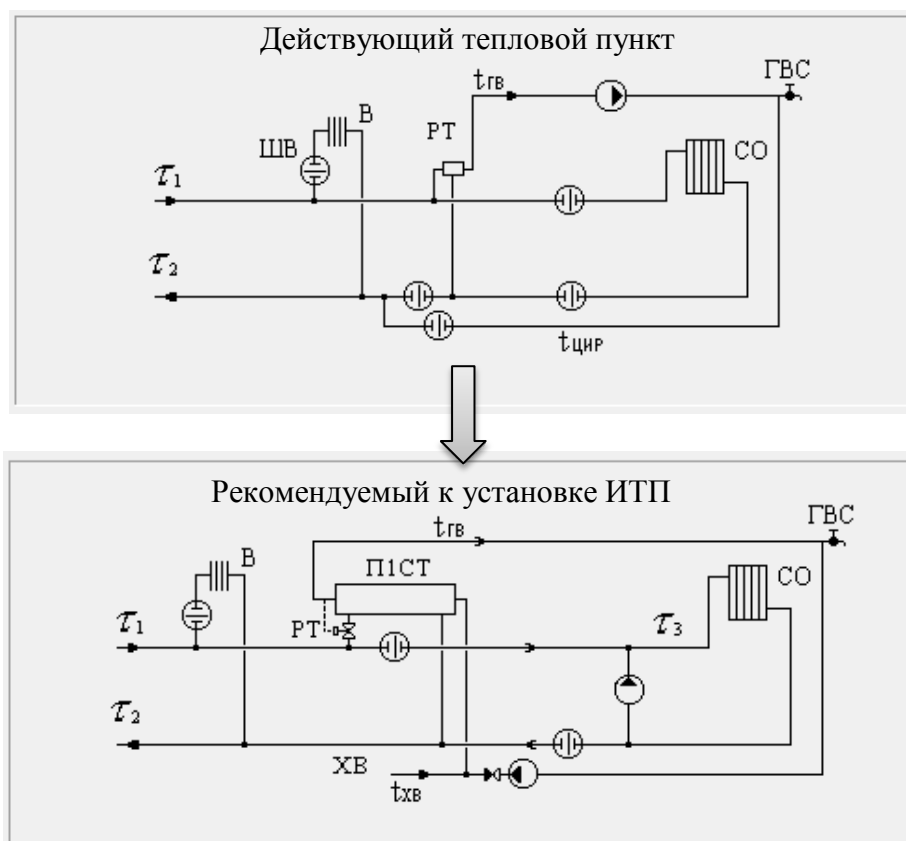 Действующий тепловой пункт
tгв
ГВС
В
РТ
ШВ
СО
τ1
τ2
tцир
Рекомендуемый к установке ИТП
tгв
ГВС
В
П1СТ
СО
τ1
РТ
τ3
τ2
ХВ
tхв